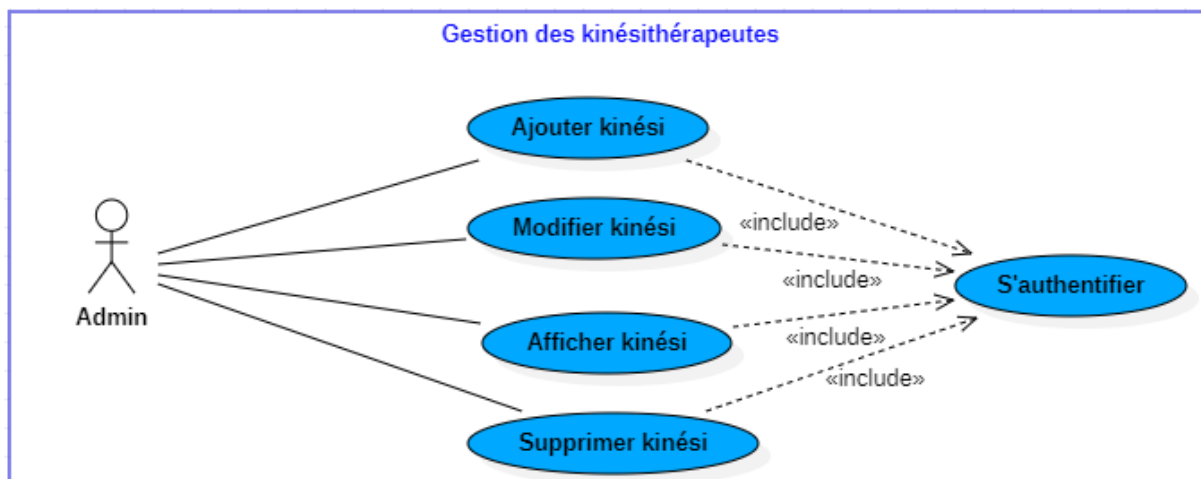 Gestion des kinésithérapeutes
Ajouter kinési
Modifier kinési
«include»
«include»
S'authentifier
Admin
Afficher kinési
«include»
«include»
Supprimer kinési